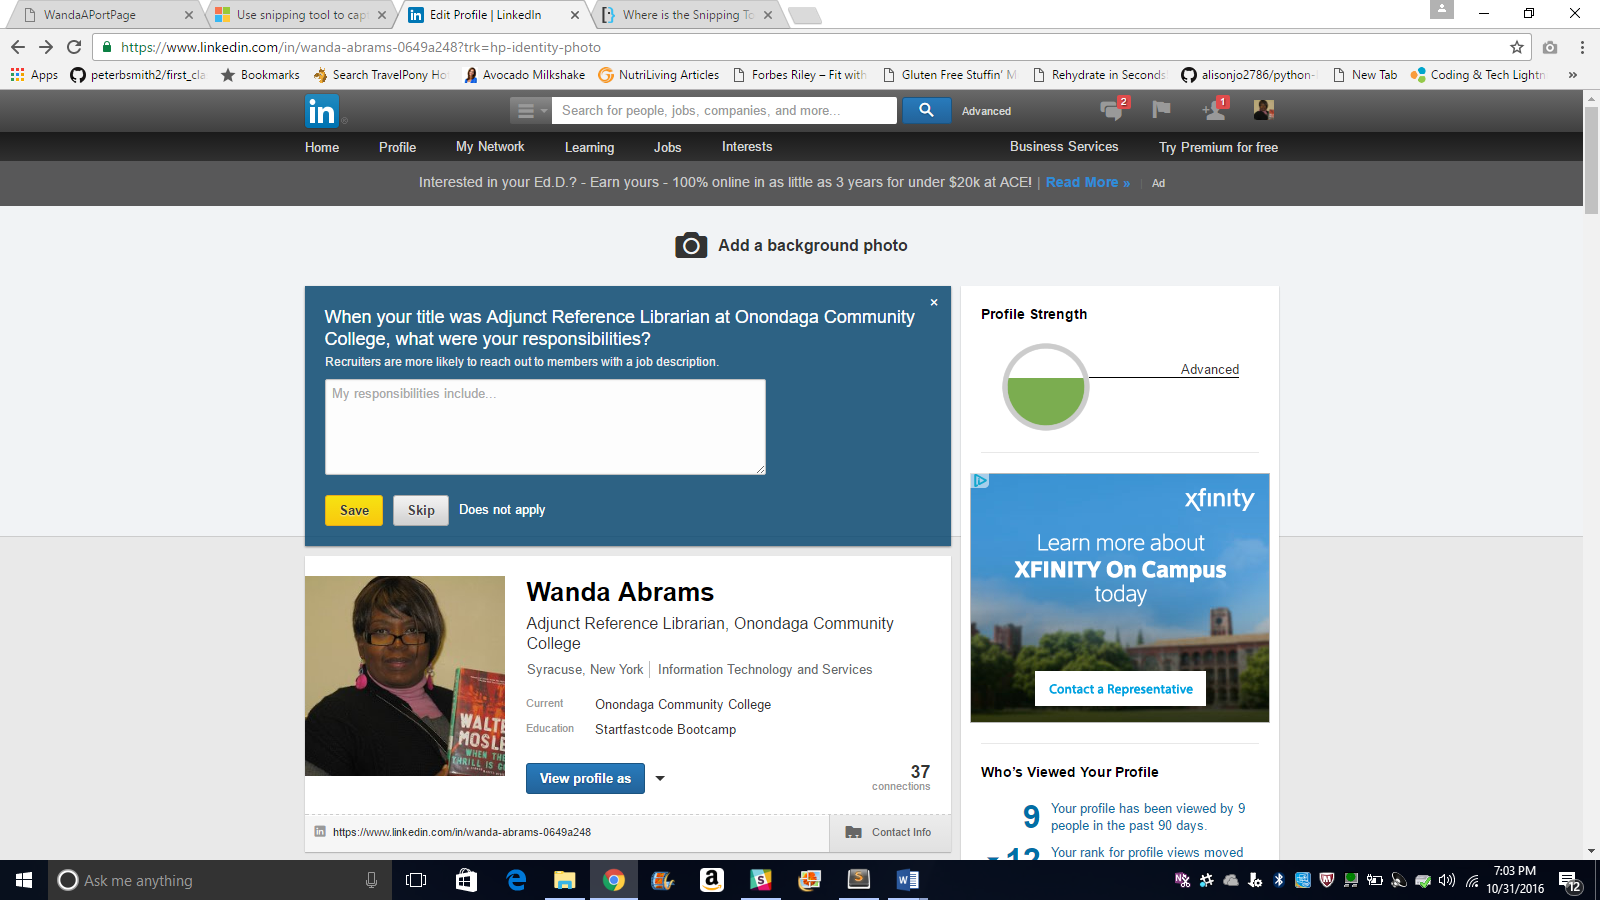 WandaAPortPage
Use snipping tool to cap
Edit Profile | LinkedIn
Where is the Snipping To
https://www.linkedin.com/in/wanda-abrams-0649a248?trk=hp-identity-photo
Apps
peterbsmith2/first_cla
Bookmarks
Search TravelPony Ho
Avocado Milkshake
NutriLiving Articles
Forbes Riley – Fit with
Gluten Free Stuffin' M
Rehydrate in Seconds
alisonjo2786/python-
New Tab
Coding & Tech Lightn
»
in
Search for people, jobs, companies, and more...
Advanced
2
1
Home
Profile
My Network
Learning
Jobs
Interests
Business Services
Try Premium for free
Interested in your Ed.D.? - Earn yours - 100% online in as little as 3 years for under $20k at ACE! | Read More » | Ad
Add a background photo
When your title was Adjunct Reference Librarian at Onondaga Community
College, what were your responsibilities?
Recruiters are more likely to reach out to members with a job description.
My responsibilities include...
Save
Skip
Does not apply
Profile Strength
Advanced
xfinity
Learn more about
XFINITY On Campus
today
Contact a Representative
Wanda Abrams
Adjunct Reference Librarian, Onondaga Community
College
Syracuse, New York | Information Technology and Services
Current Onondaga Community College
Education Startfastcode Bootcamp
View profile as
37
connections
WALTE
MOSLE
WHEN THE
THRILL IS G
https://www.linkedin.com/in/wanda-abrams-0649a248
Contact Info
Who's Viewed Your Profile
9
Your profile has been viewed by 9
people in the past 90 days.
12
Your rank for profile views moved
Ask me anything
7:03 PM
10/31/2016
12